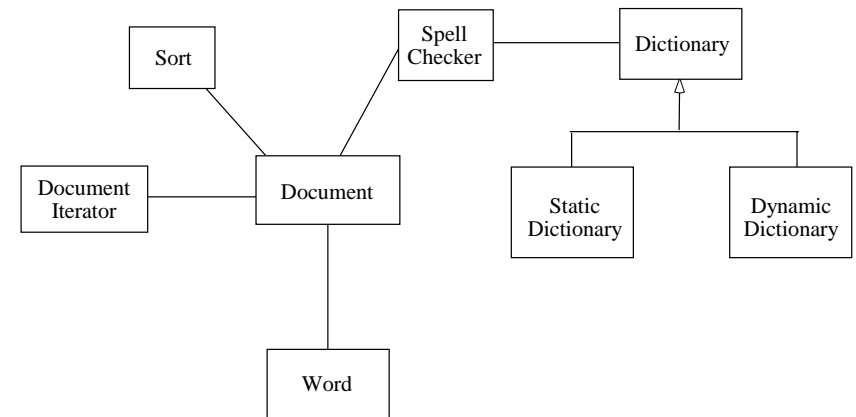 Sort
Spell
Checker
Dictionary
Document
Iterator
Document
Static
Dictionary
Dynamic
Dictionary
Word